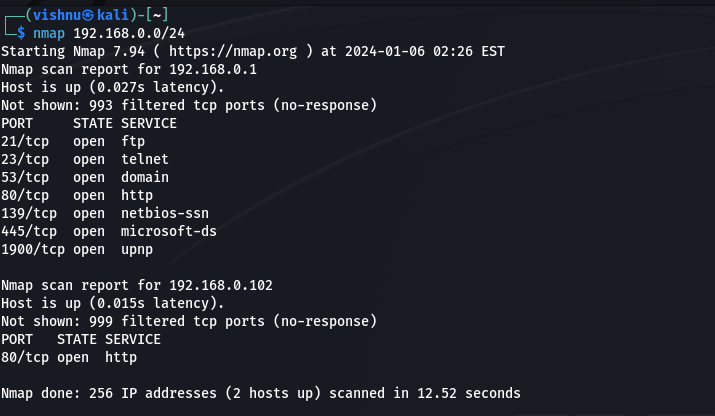 ┌──(vishnu㉿kali)-[~]
└─$ nmap 192.168.0.0/24
Starting Nmap 7.94 ( https://nmap.org ) at 2024-01-06 02:26 EST
Nmap scan report for 192.168.0.1
Host is up (0.027s latency).
Not shown: 993 filtered tcp ports (no-response)
PORT     STATE SERVICE
21/tcp   open  ftp
23/tcp   open  telnet
53/tcp   open  domain
80/tcp   open  http
139/tcp  open  netbios-ssn
445/tcp  open  microsoft-ds
1900/tcp open  upnp

Nmap scan report for 192.168.0.102
Host is up (0.015s latency).
Not shown: 999 filtered tcp ports (no-response)
PORT   STATE SERVICE
80/tcp open  http

Nmap done: 256 IP addresses (2 hosts up) scanned in 12.52 seconds